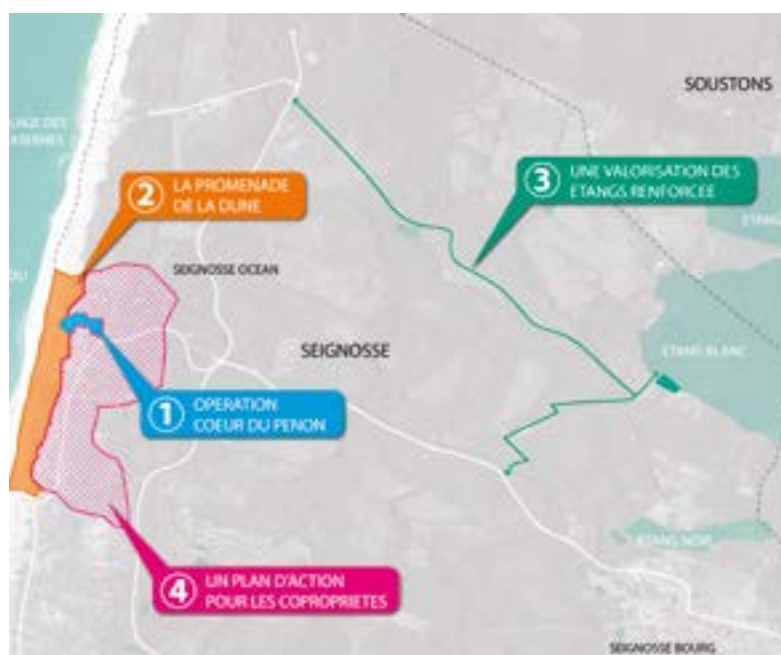 SOUSTONS
② LA PROMENADE
DE LA DUNE
③ UNE VALORISATION DES
ETANGS RENFORCEE
SEIGNOSSE OCEAN
SEIGNOSSE
ETANG BLANC
① OPERATION
COEUR DU PENON
ETANG NOIR
④ UN PLAN D'ACTION
POUR LES COPROPRIETES
SEIGNOSSE BOURG